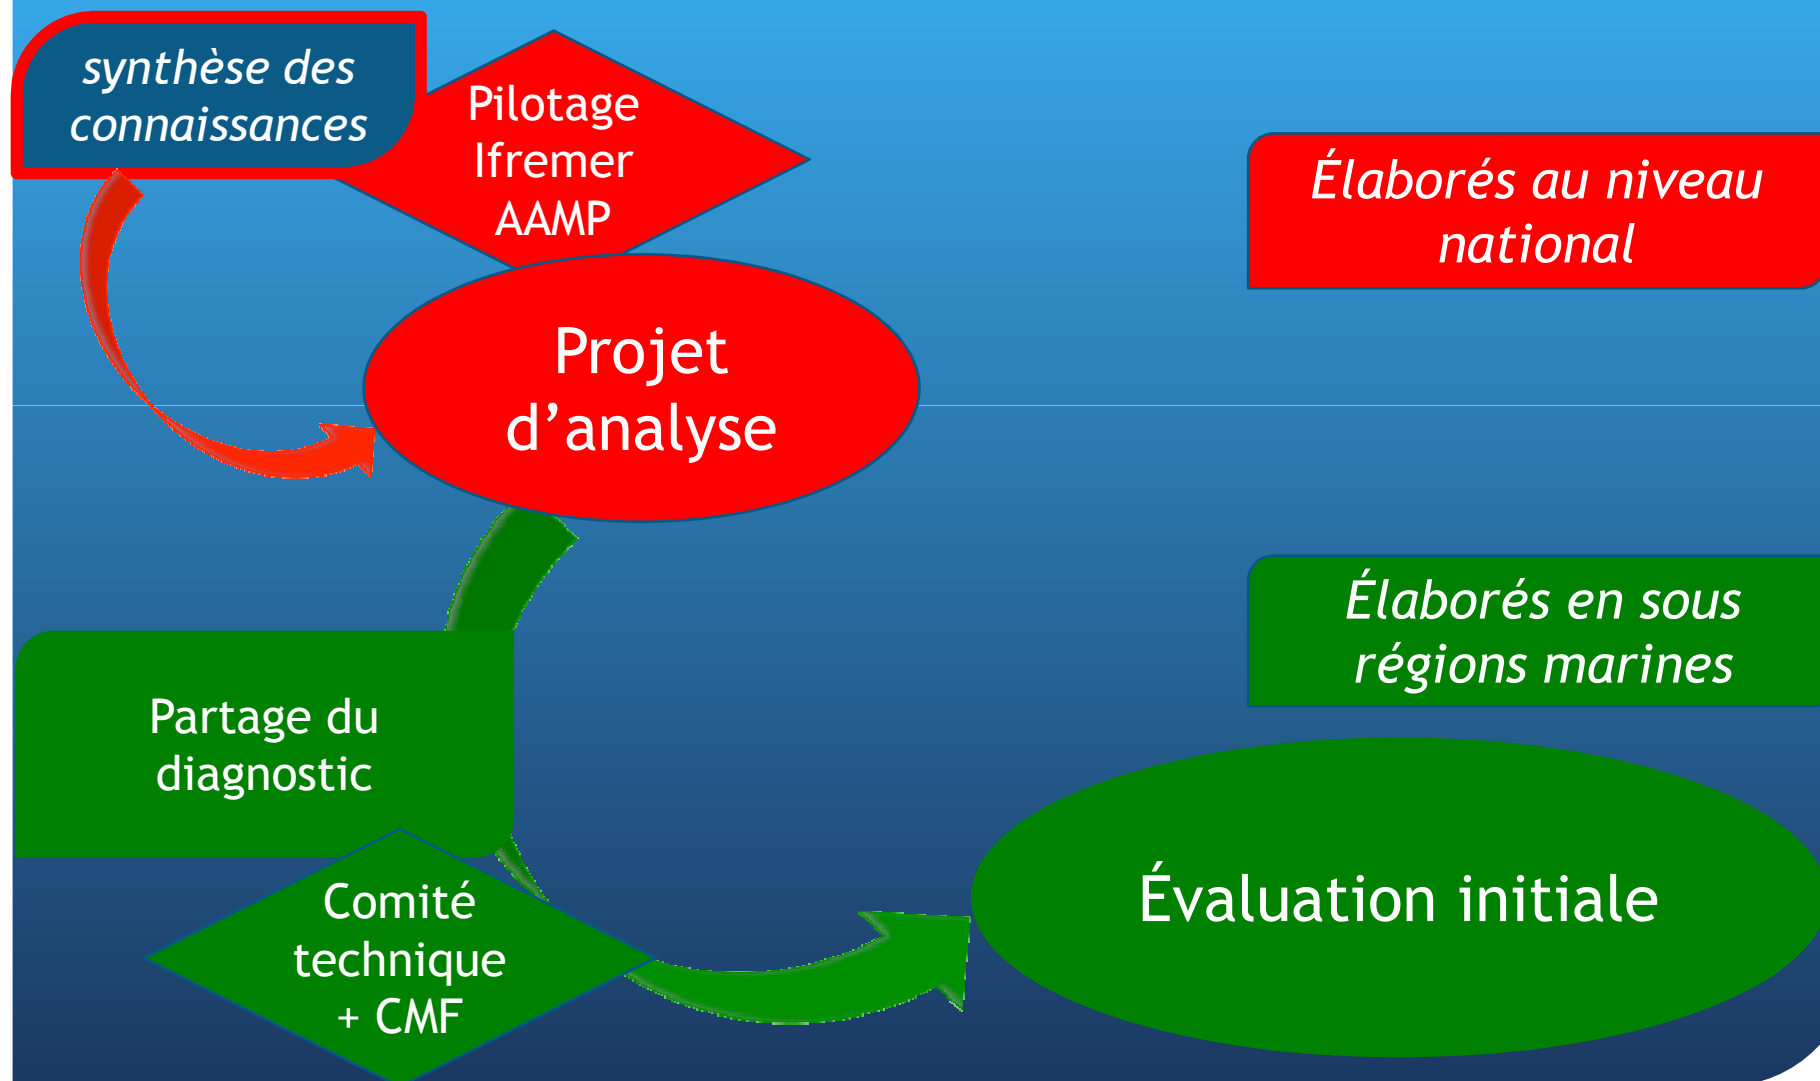 synthèse des
connaissances
Pilotage
Ifremer
AAMP
Élaborés au niveau
national
Projet
d’analyse
Élaborés en sous
régions marines
Partage du
diagnostic
Comité
technique
+ CMF
Évaluation initiale